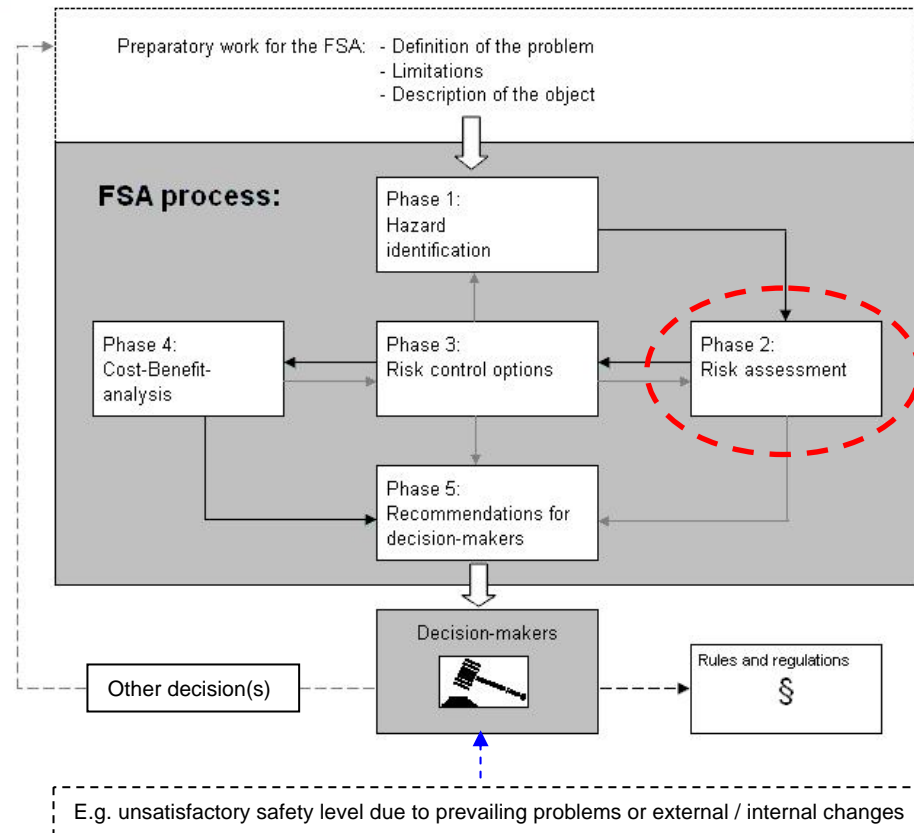 Preparatory work for the FSA: - Definition of the problem
- Limitations
- Description of the object
FSA process:
Phase 1:
Hazard
identification
Phase 4:
Cost-Benefit-
analysis
Phase 3:
Risk control options
Phase 2:
Risk assessment
Phase 5:
Recommendations for
decision-makers
Decision-makers
Other decision(s)
Rules and regulations
§
E.g. unsatisfactory safety level due to prevailing problems or external / internal changes